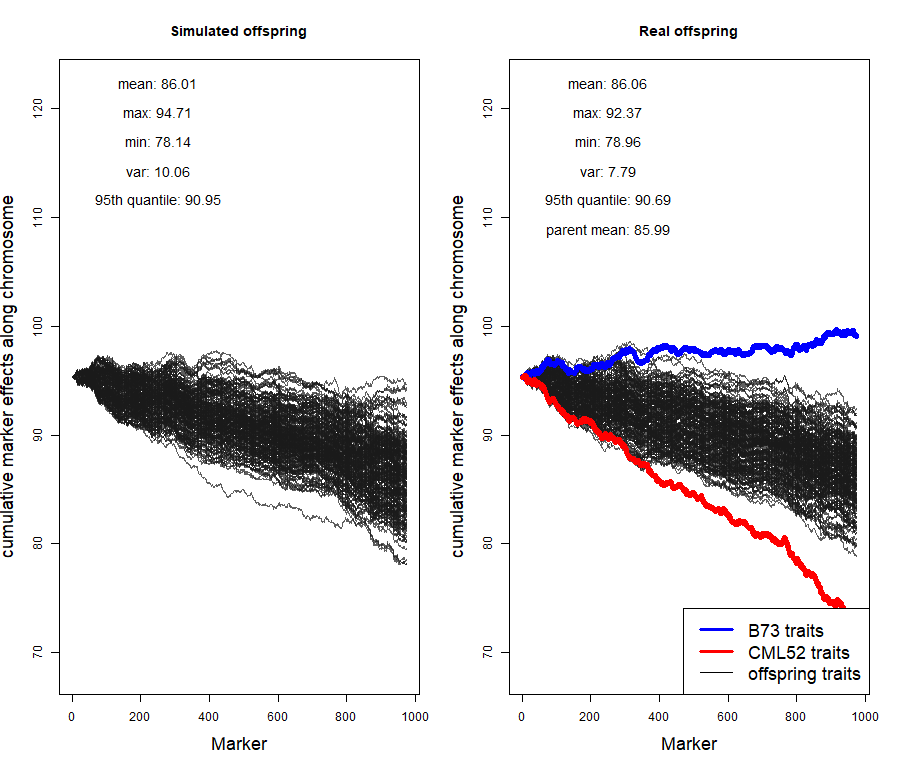 Simulated offspring
mean: 86.01
max: 94.71
min: 78.14
var: 10.06
95th quantile: 90.95
cumulative marker effects along chromosome
120
110
100
90
80
70
0 200 400 600 800 1000
Marker
Real offspring
mean: 86.06
max: 92.37
min: 78.96
var: 7.79
95th quantile: 90.69
parent mean: 85.99
cumulative marker effects along chromosome
120
110
100
90
80
70
B73 traits
CML52 traits
offspring traits
0 200 400 600 800 1000
Marker